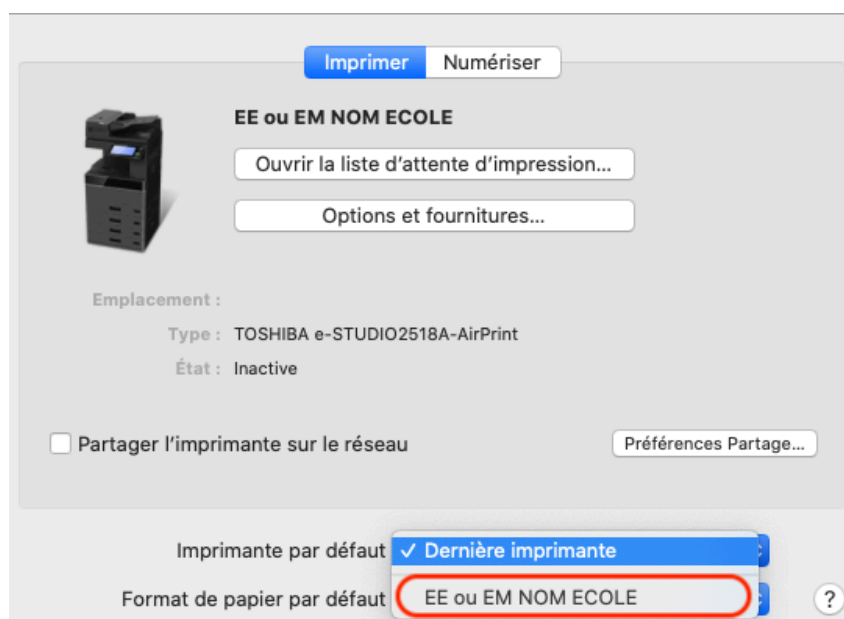 Imprimer Numériser
EE ou EM NOM ECOLE
Ouvrir la liste d'attente d'impression...
Options et fournitures...
Emplacement :
Type : TOSHIBA e-STUDIO2518A-AirPrint
État : Inactive
Partager l'imprimante sur le réseau Préférences Partage...
Imprimante par défaut ✓ Dernière imprimante
Format de papier par défaut EE ou EM NOM ECOLE ?